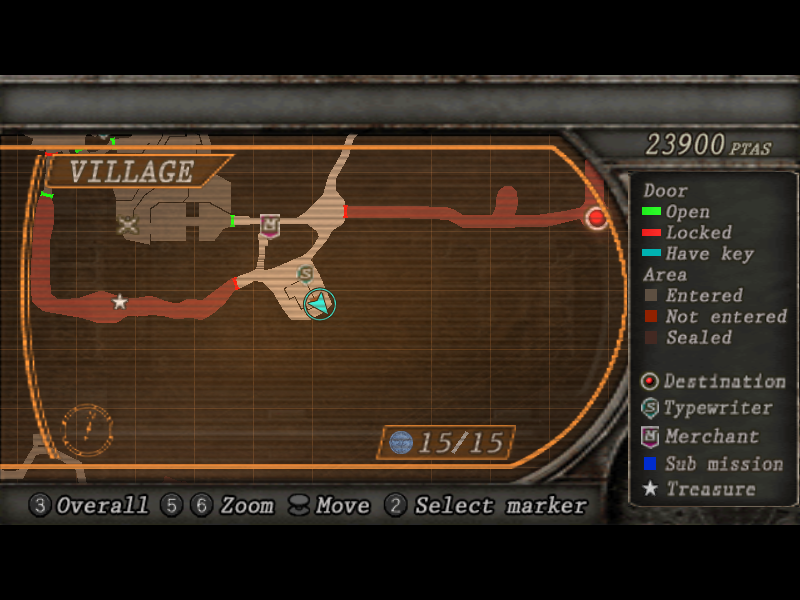 VILLAGE
23900 PTAS
Door
Open
Locked
Have key
Area
Entered
Not entered
Sealed
Destination
S Typewriter
M Merchant
Sub mission
Treasure
M
S
15/15
3 Overall 5 6 Zoom Move 2 Select marker